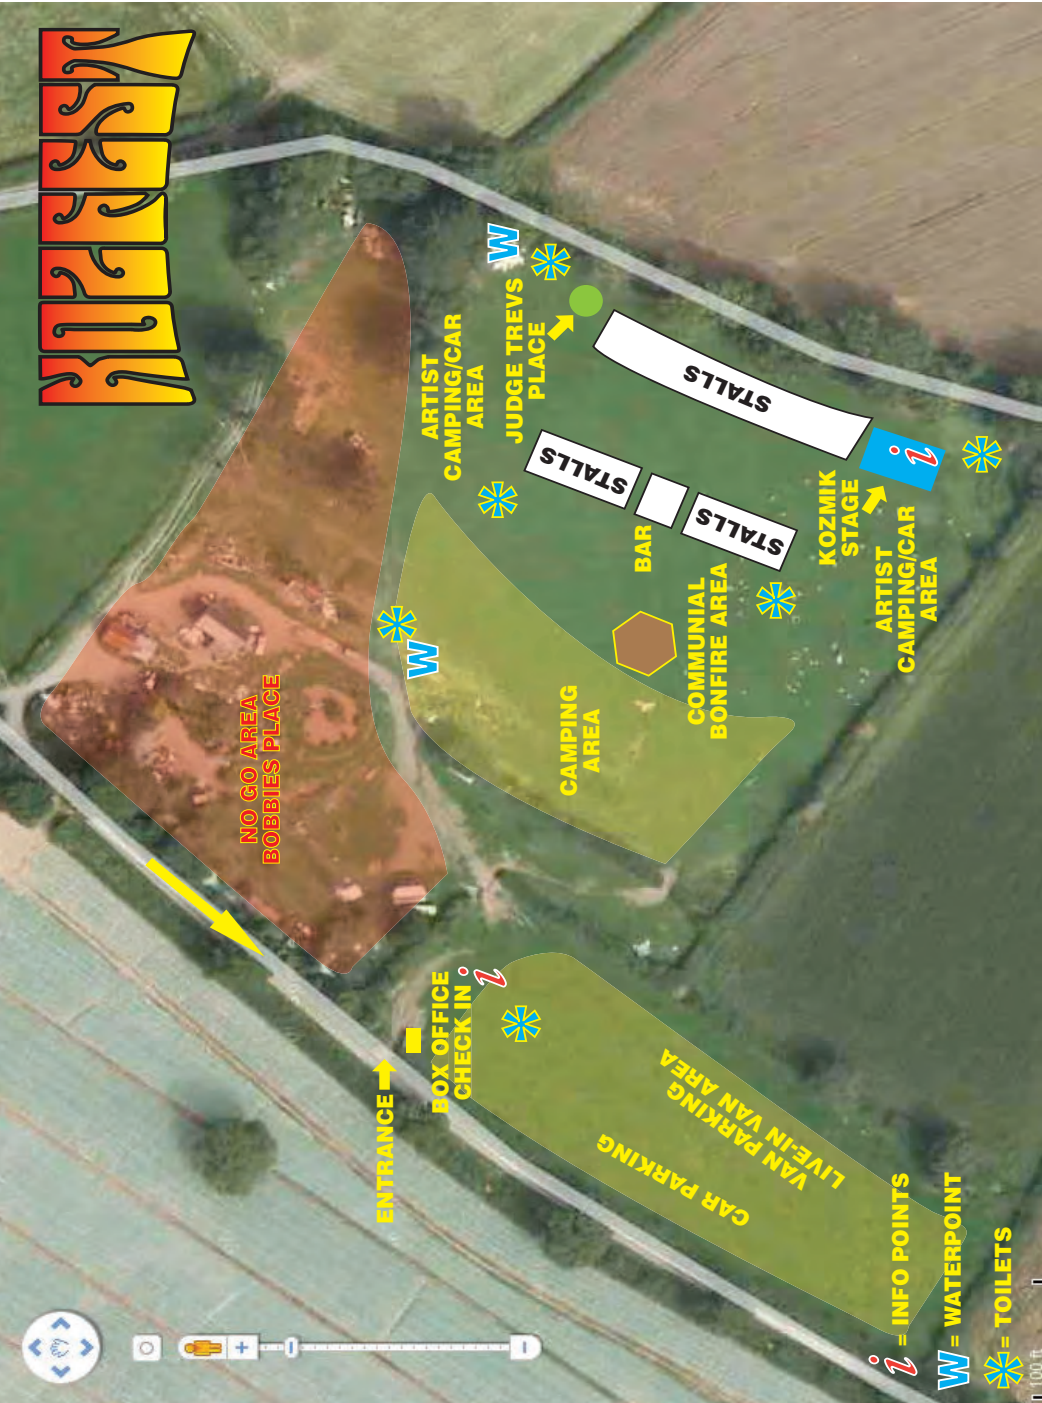 KOZFEST
NO GO AREA
BOBBIES PLACE
ENTRANCE
BOX OFFICE
CHECK IN
i
W
ARTIST
CAMPING/CAR
AREA
W
JUDGE TREVS
PLACE
CAMPING
AREA
STALLS
BAR
STALLS
STALLS
COMMUNIAL
BONFIRE AREA
CAR PARKING
VAN PARKING
LIVE-IN VAN AREA
KOZMIK
STAGE
i
ARTIST
CAMPING/CAR
AREA
i = INFO POINTS
W = WATERPOINT
= TOILETS
100 ft